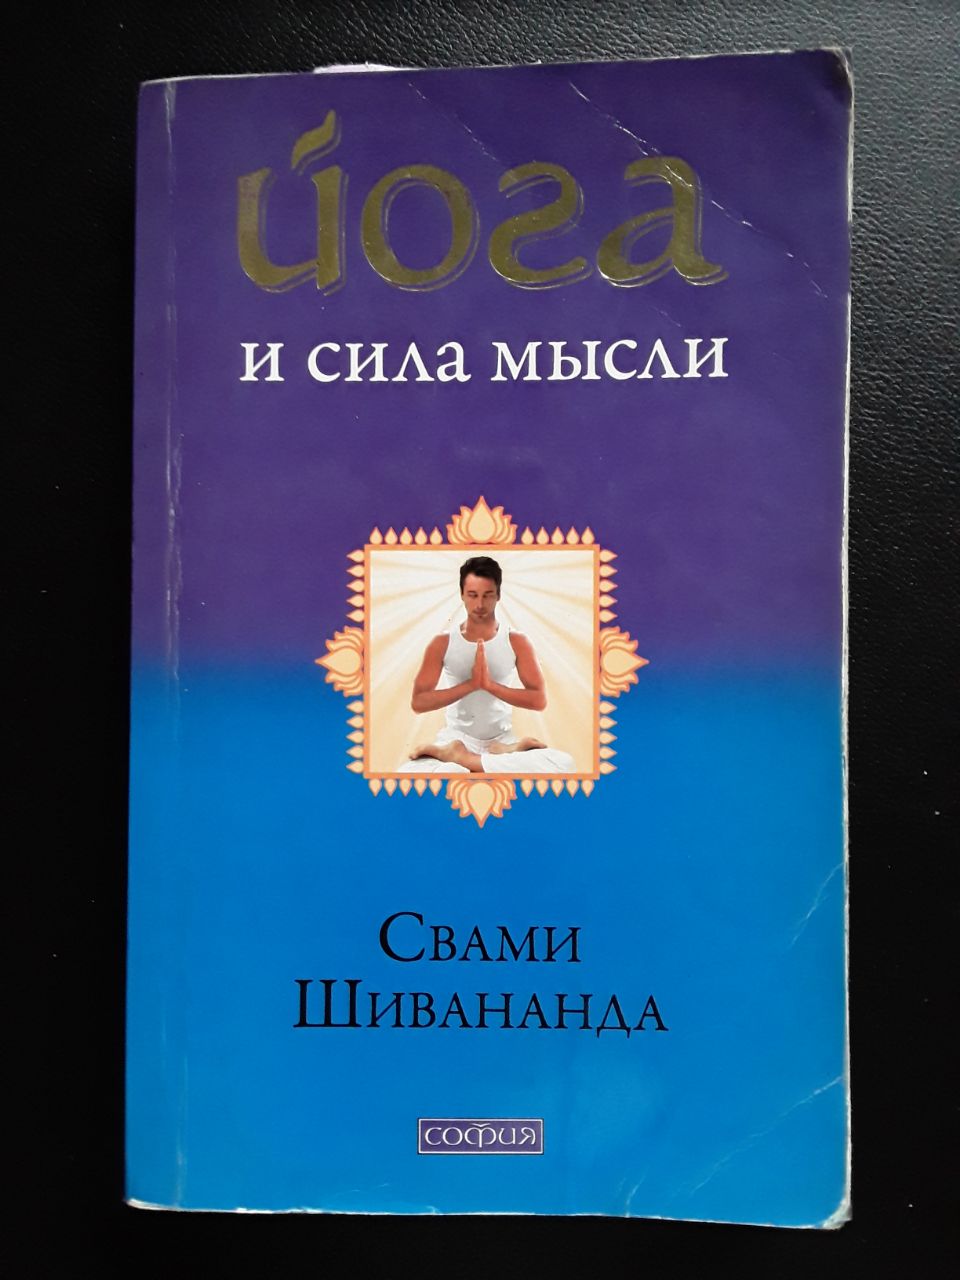 йога
и сила мысли
Свами
Шивананда
софия